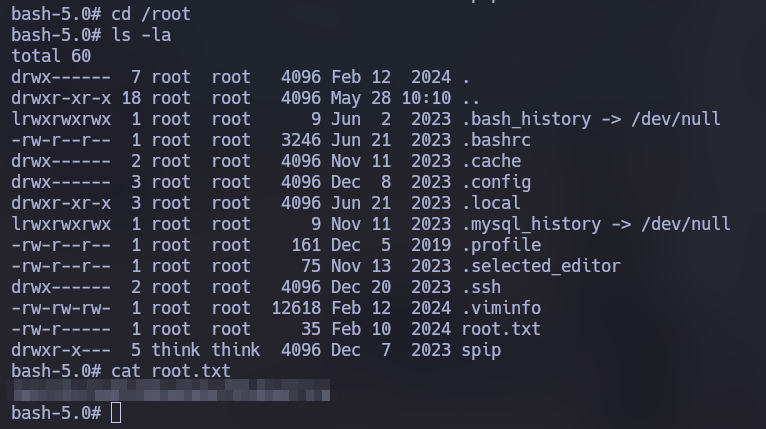 bash-5.0# cd /root
bash-5.0# ls -la
total 60
drwx------  7 root  root   4096 Feb 12  2024 .
drwxr-xr-x 18 root  root   4096 May 28 10:10 ..
lrwxrwxrwx  1 root  root      9 Jun  2  2023 .bash_history -> /dev/null
-rw-r--r--  1 root  root   3246 Jun 21  2023 .bashrc
drwx------  2 root  root   4096 Nov 11  2023 .cache
drwx------  3 root  root   4096 Dec  8  2023 .config
drwxr-xr-x  3 root  root   4096 Jun 21  2023 .local
lrwxrwxrwx  1 root  root      9 Nov 11  2023 .mysql_history -> /dev/null
-rw-r--r--  1 root  root    161 Dec  5  2019 .profile
-rw-r--r--  1 root  root     75 Nov 13  2023 .selected_editor
drwx------  2 root  root   4096 Dec 20  2023 .ssh
-rw-rw-rw-  1 root  root  12618 Feb 12  2024 .viminfo
-rw-r-----  1 root  root     35 Feb 10  2024 root.txt
drwxr-x---  5 think think  4096 Dec  7  2023 spip
bash-5.0# cat root.txt
bash-5.0#